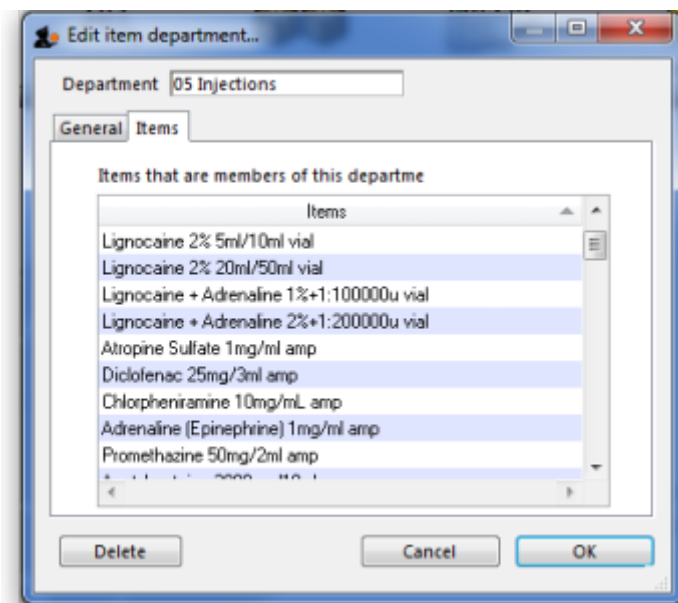 Edit item department...
Department 05 Injections
General Items
Items that are members of this departme
Items
Lignocaine 2% 5ml/10ml vial
Lignocaine 2% 20ml/50ml vial
Lignocaine + Adrenaline 1%+1:100000u vial
Lignocaine + Adrenaline 2%+1:200000u vial
Atropine Sulfate 1mg/ml amp
Diclofenac 25mg/3ml amp
Chlorpheniramine 10mg/mL amp
Adrenaline (Epinephrine) 1mg/ml amp
Promethazine 50mg/2ml amp
Delete Cancel OK